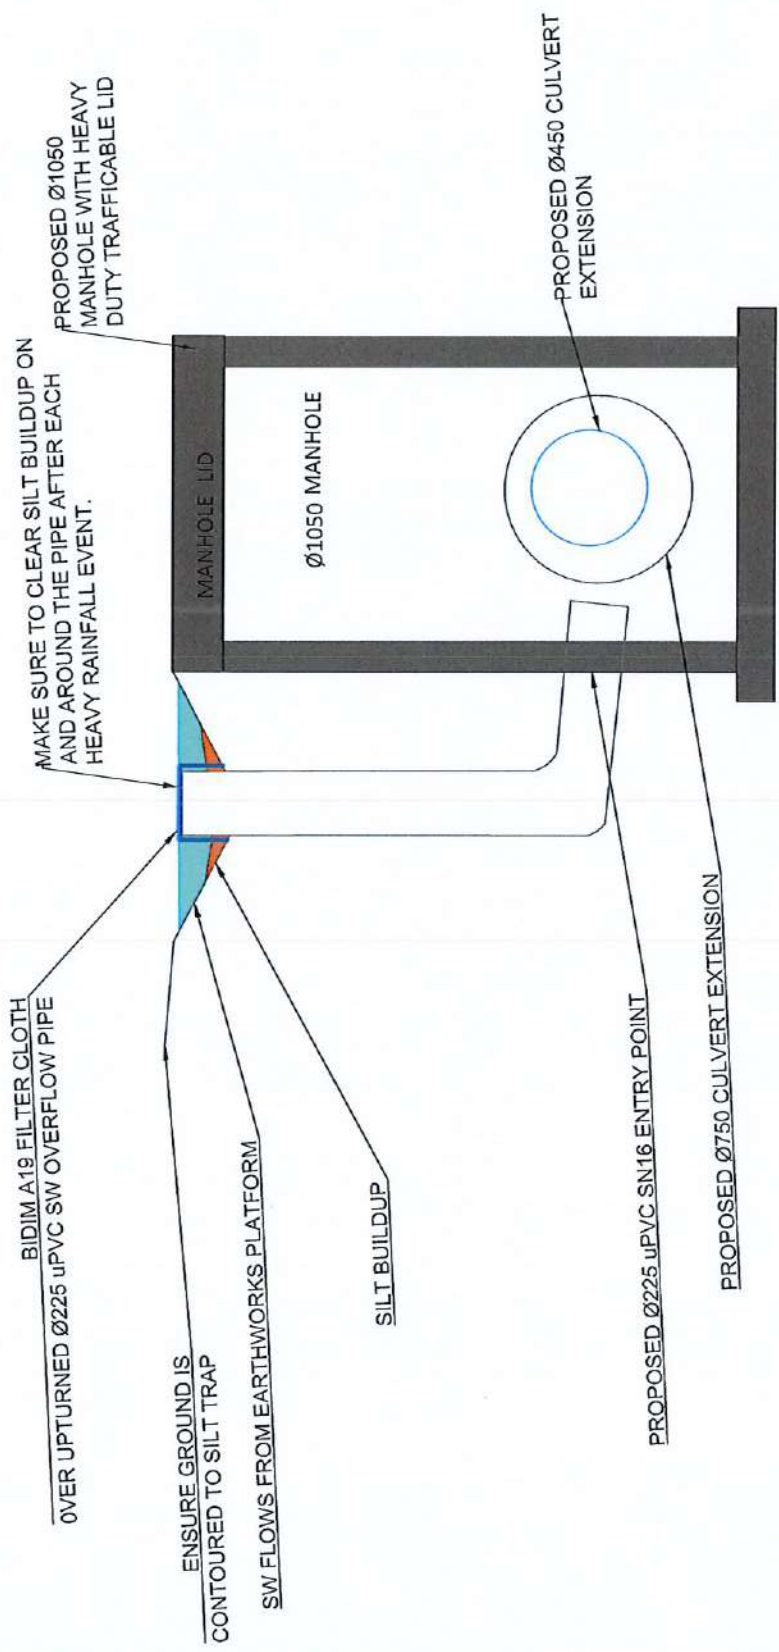 BIDIM A19 FILTER CLOTH
OVER UPTURNED Ø225 uPVC SW OVERFLOW PIPE
MAKE SURE TO CLEAR SILT BUILDUP ON
AND AROUND THE PIPE AFTER EACH
HEAVY RAINFALL EVENT.
PROPOSED Ø1050
MANHOLE WITH HEAVY
DUTY TRAFFICABLE LID
ENSURE GROUND IS
CONTOURED TO SILT TRAP
SW FLOWS FROM EARTHWORKS PLATFORM
SILT BUILDUP
MANHOLE LID
Ø1050 MANHOLE
PROPOSED Ø450 CULVERT
EXTENSION
PROPOSED Ø225 uPVC SN16 ENTRY POINT
PROPOSED Ø750 CULVERT EXTENSION